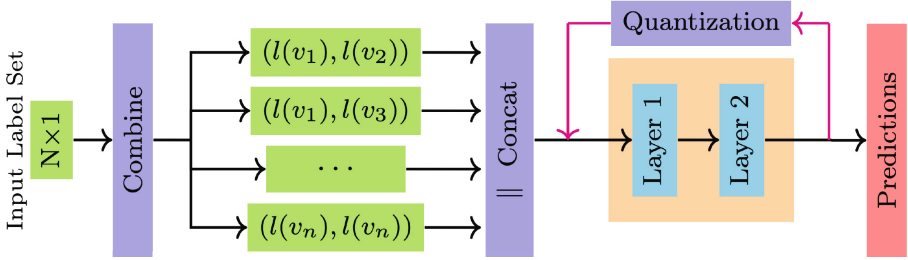 Input Label Set
N×1
Combine
(l(v₁), l(v₂))
(l(v₁), l(v₃))
...
(l(vₙ), l(vₙ))
|| Concat
Quantization
Layer 1
Layer 2
Predictions